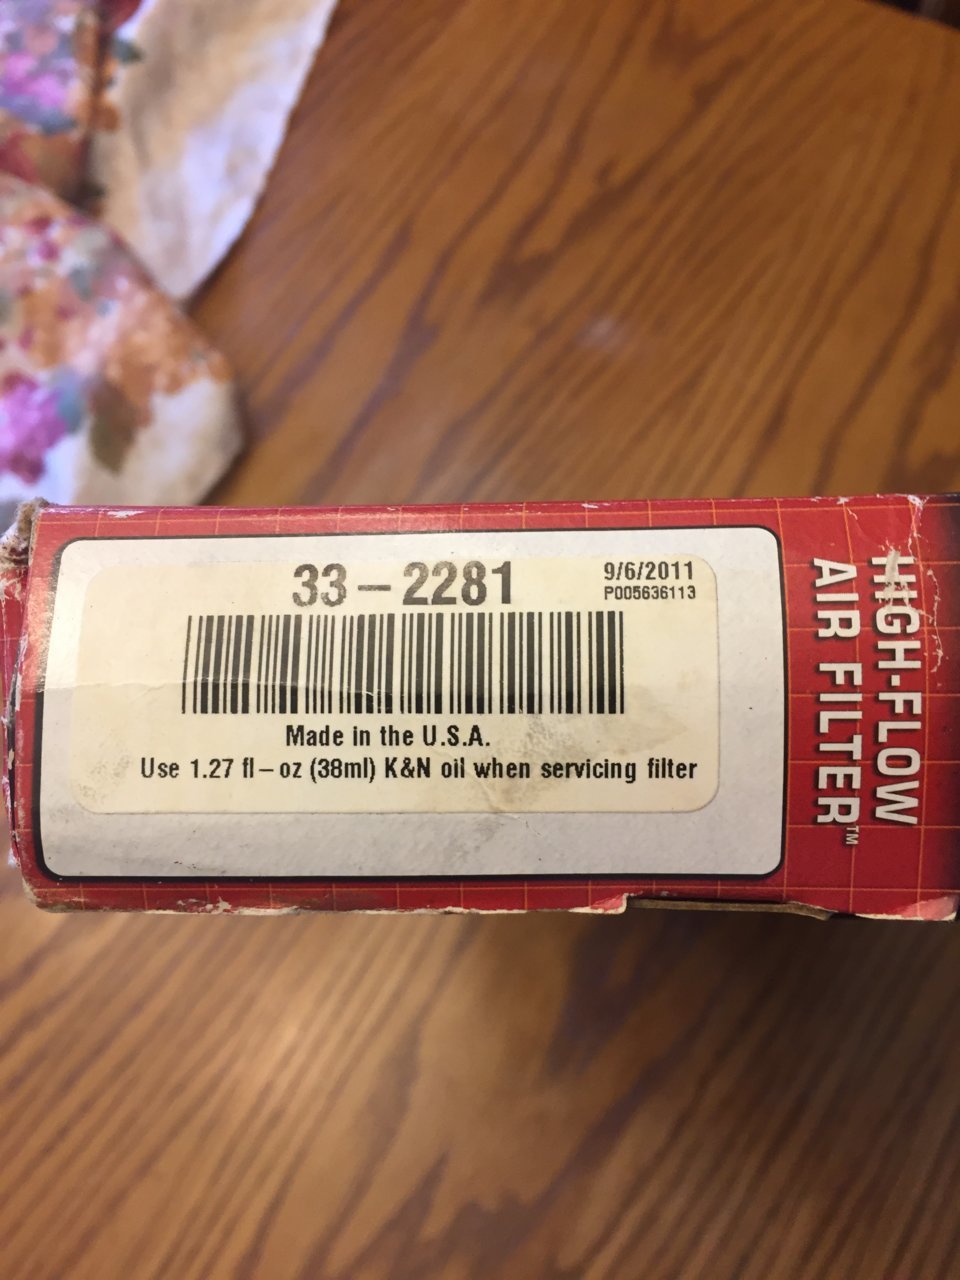 33-2281
9/6/2011
P005636113
Made in the U.S.A.
Use 1.27 fl-oz (38ml) K&N oil when servicing filter
HIGH-FLOW
AIR FILTER™